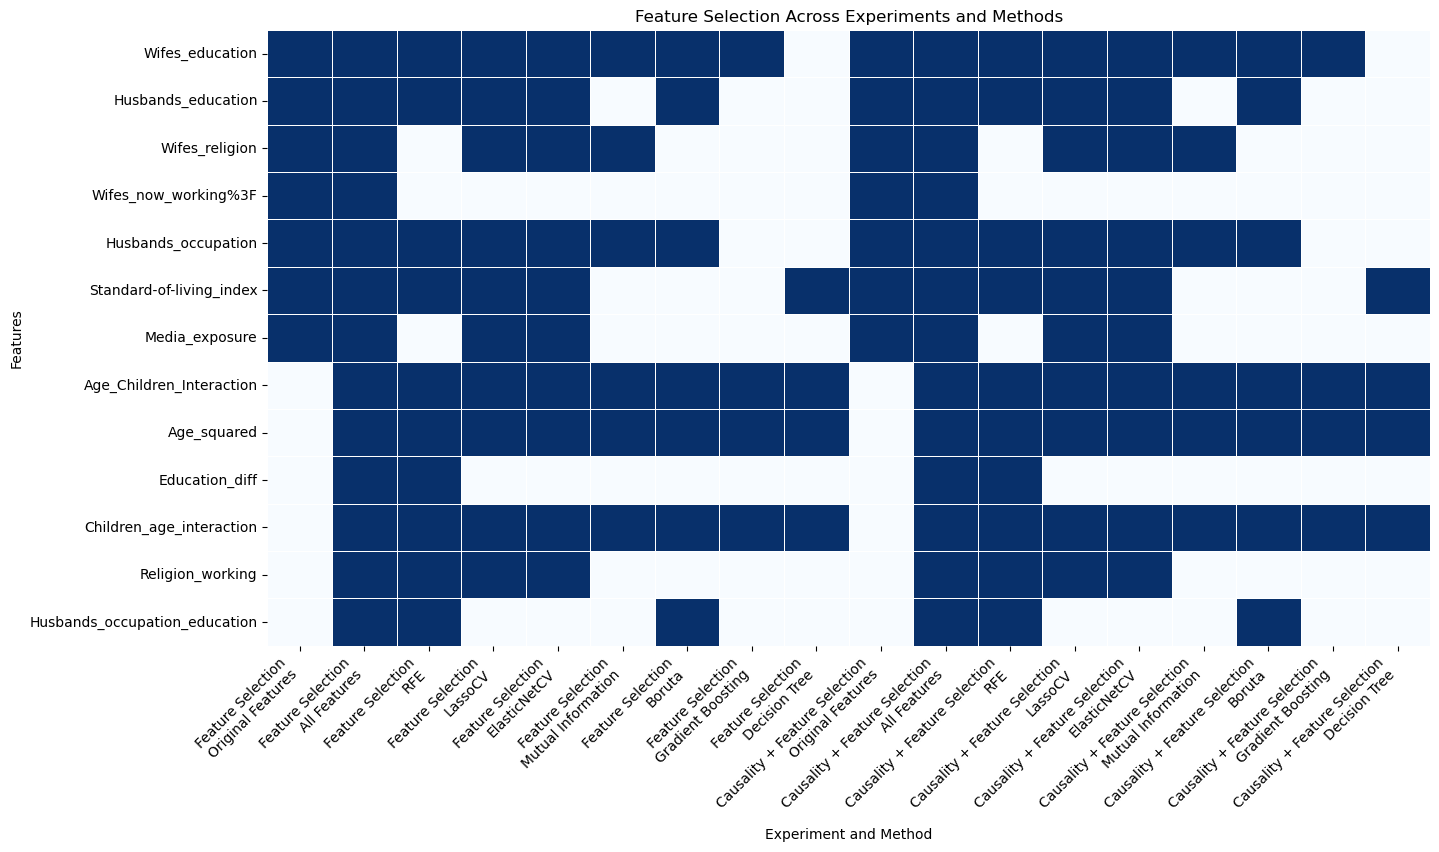 Feature Selection Across Experiments and Methods
Features
Wifes_education
Husbands_education
Wifes_religion
Wifes_now_working%3F
Husbands_occupation
Standard-of-living_index
Media_exposure
Age_Children_Interaction
Age_squared
Education_diff
Children_age_interaction
Religion_working
Husbands_occupation_education
Feature Selection
Original Features
Feature Selection
All Features
Feature Selection
RFE
Feature Selection
LassoCV
Feature Selection
ElasticNetCV
Feature Selection
Mutual Information
Feature Selection
Boruta
Feature Selection
Gradient Boosting
Feature Selection
Decision Tree
Causality + Feature Selection
Original Features
Causality + Feature Selection
All Features
Causality + Feature Selection
RFE
Causality + Feature Selection
LassoCV
Causality + Feature Selection
ElasticNetCV
Causality + Feature Selection
Mutual Information
Causality + Feature Selection
Boruta
Causality + Feature Selection
Gradient Boosting
Causality + Feature Selection
Decision Tree
Experiment and Method